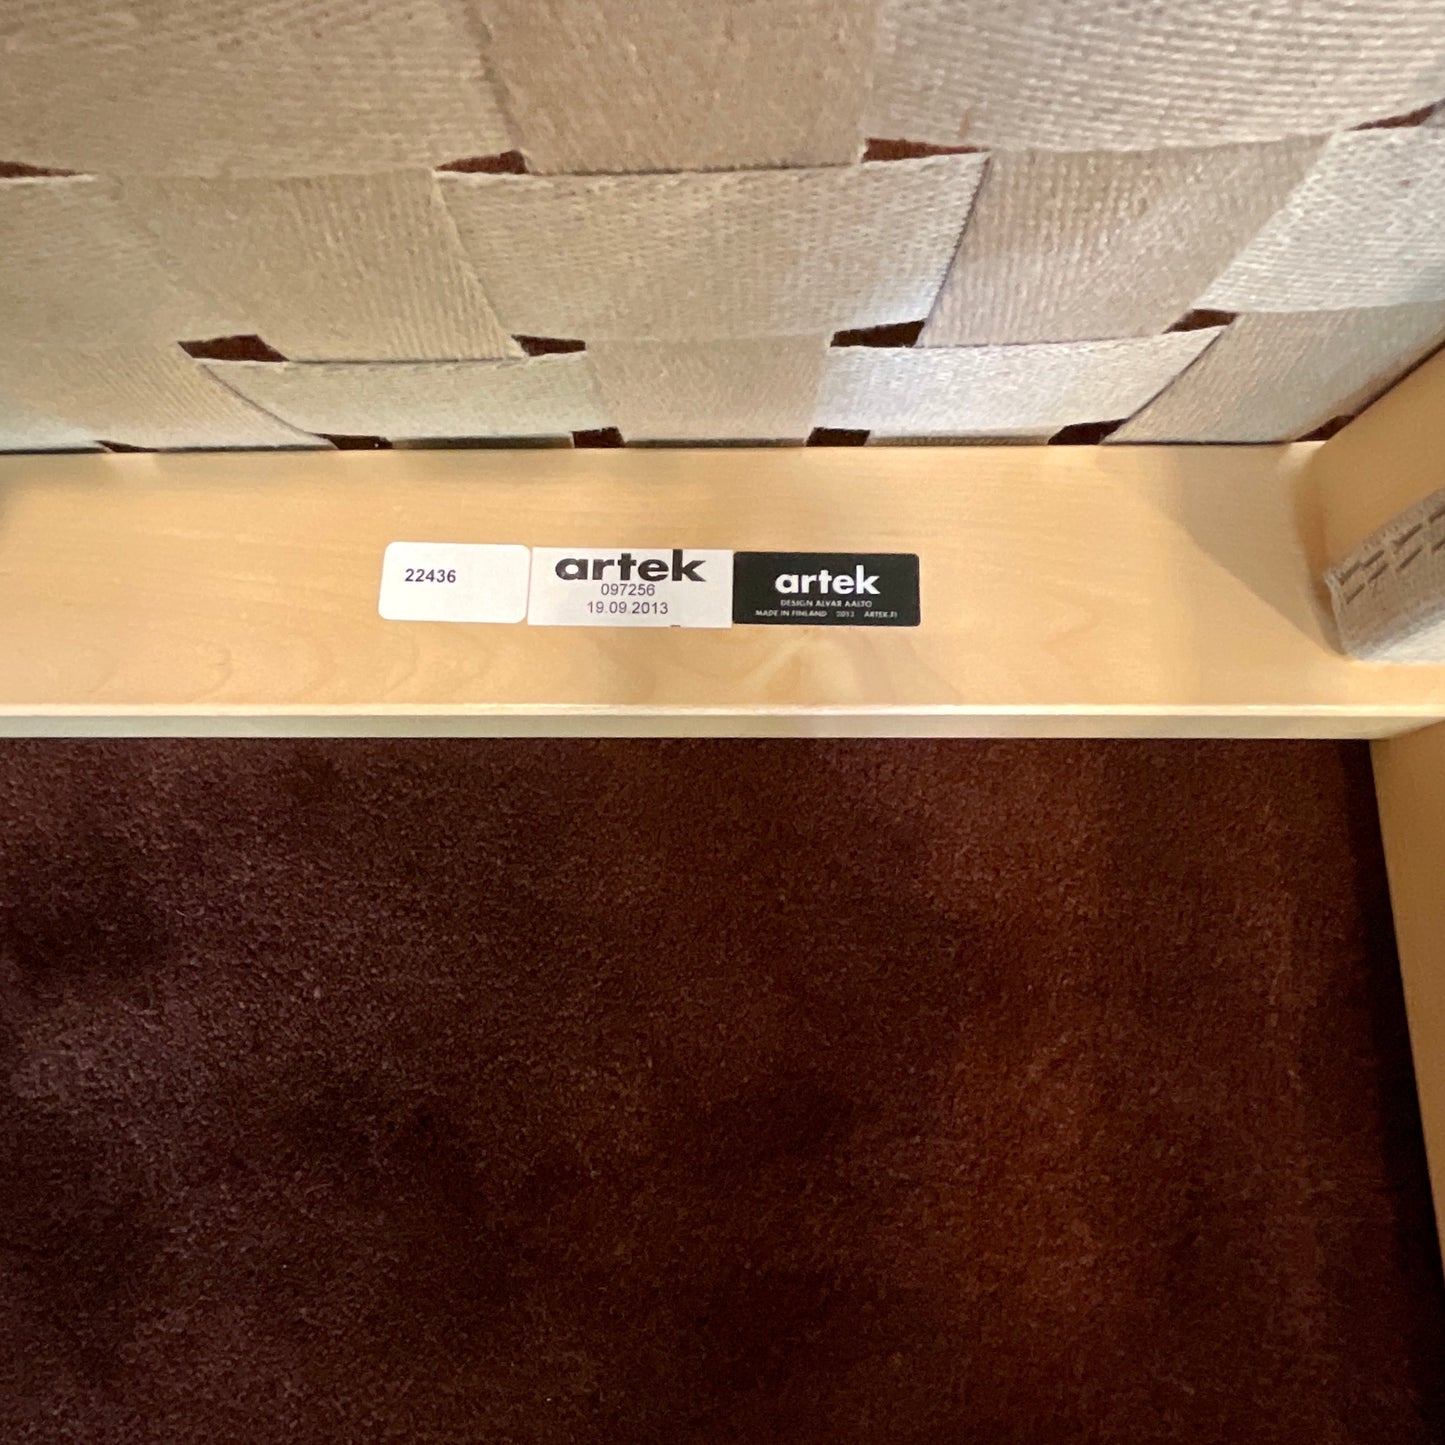 22436
artek
097256
19.09.2013
artek
DESIGN ALVAR AALTO
MADE IN FINLAND 2013 ARTEK.FI